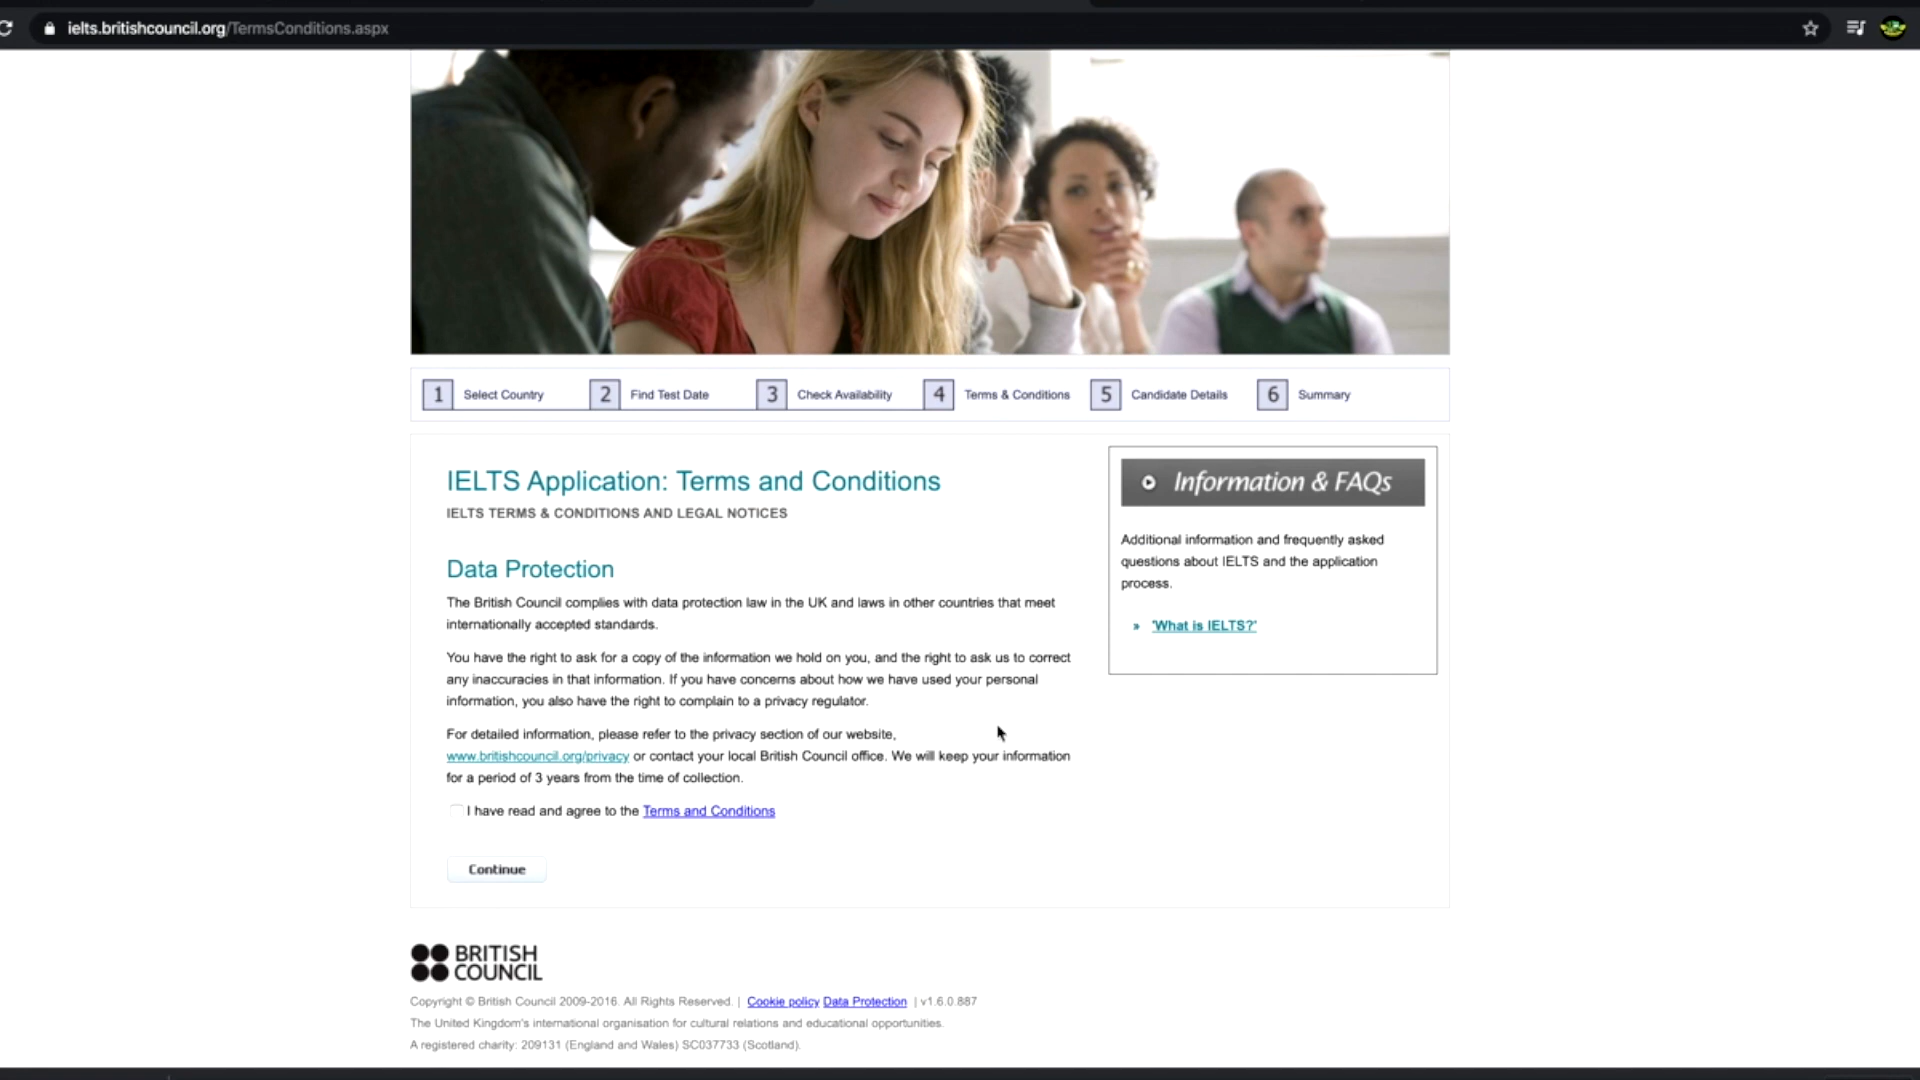 ielts.britishcouncil.org/TermsConditions.aspx
1 Select Country 2 Find Test Date 3 Check Availability 4 Terms & Conditions 5 Candidate Details 6 Summary
IELTS Application: Terms and Conditions
IELTS TERMS & CONDITIONS AND LEGAL NOTICES
Data Protection
The British Council complies with data protection law in the UK and laws in other countries that meet
internationally accepted standards.
You have the right to ask for a copy of the information we hold on you, and the right to ask us to correct
any inaccuracies in that information. If you have concerns about how we have used your personal
information, you also have the right to complain to a privacy regulator.
For detailed information, please refer to the privacy section of our website,
www.britishcouncil.org/privacy or contact your local British Council office. We will keep your information
for a period of 3 years from the time of collection.
I have read and agree to the Terms and Conditions
Continue
Information & FAQs
Additional information and frequently asked
questions about IELTS and the application
process.
» 'What is IELTS?'
BRITISH
COUNCIL
Copyright © British Council 2009-2016. All Rights Reserved. | Cookie policy Data Protection | v1.6.0.887
The United Kingdom's international organisation for cultural relations and educational opportunities.
A registered charity: 209131 (England and Wales) SC037733 (Scotland).